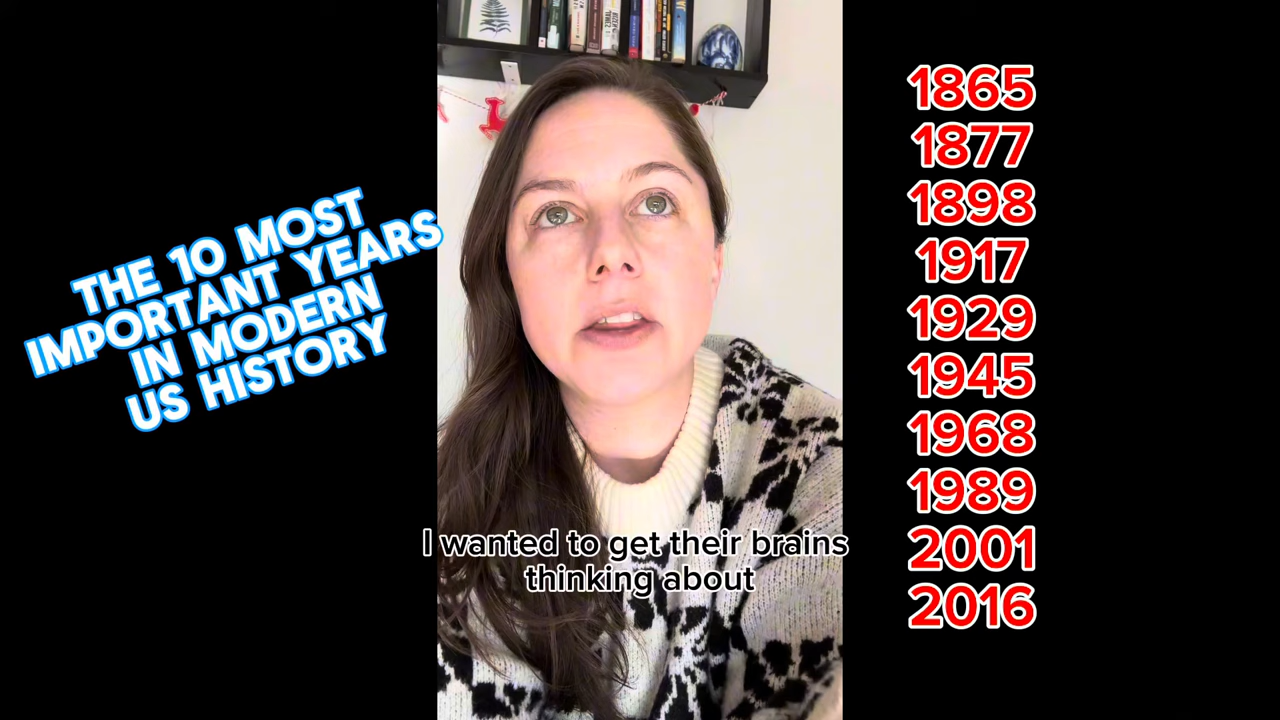 THE 10 MOST
IMPORTANT YEARS
IN MODERN
US HISTORY
I wanted to get their brains
thinking about
1865
1877
1898
1917
1929
1945
1968
1989
2001
2016